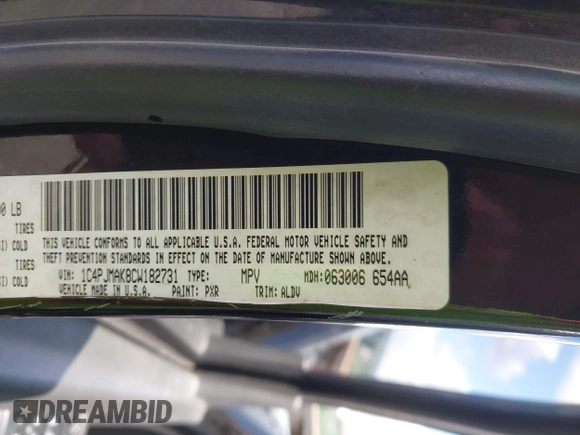 0 LB
TIRES
SI) COLD
TIRES
SI) COLD
THIS VEHICLE CONFORMS TO ALL APPLICABLE U.S.A. FEDERAL MOTOR VEHICLE SAFETY AND
THEFT PREVENTION STANDARDS IN EFFECT ON THE DATE OF MANUFACTURE SHOWN ABOVE.
VIN: 1C4PJMAK8CW182731 TYPE: MPV MDH: 063006 654AA
VEHICLE MADE IN U.S.A. PAINT: PXR TRIM: ALDV
DREAMBID